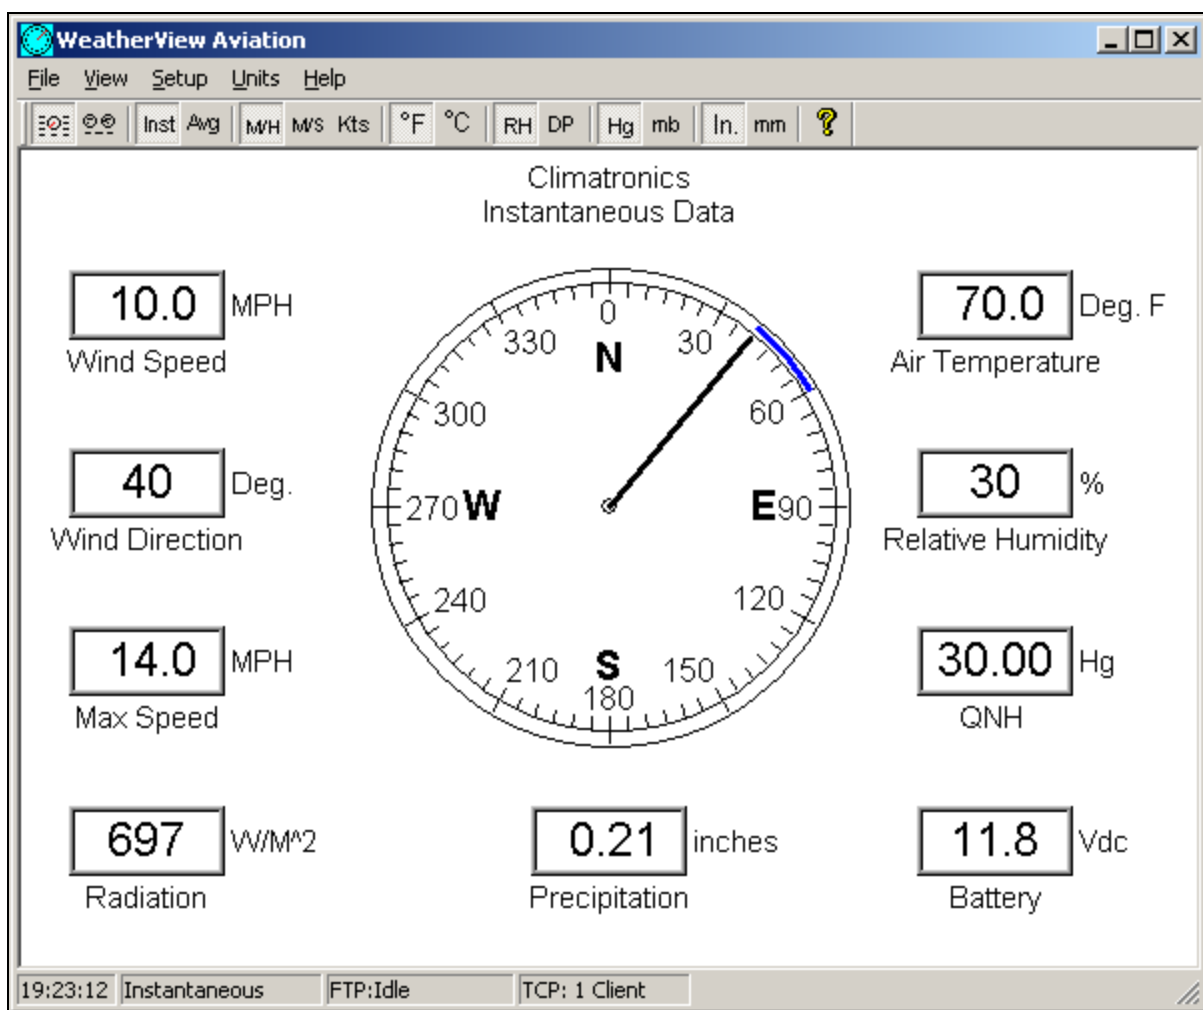 WeatherView Aviation
File View Setup Units Help
Inst Avg M/H M/S Kts °F °C RH DP Hg mb In. mm ?
Climatronics
Instantaneous Data
10.0 MPH
Wind Speed
40 Deg.
Wind Direction
14.0 MPH
Max Speed
697 W/M^2
Radiation
0
30
60
90
120
150
180
210
240
270
300
330
N
E
S
W
0.21 inches
Precipitation
70.0 Deg. F
Air Temperature
30 %
Relative Humidity
30.00 Hg
QNH
11.8 Vdc
Battery
19:23:12 Instantaneous FTP:Idle TCP: 1 Client